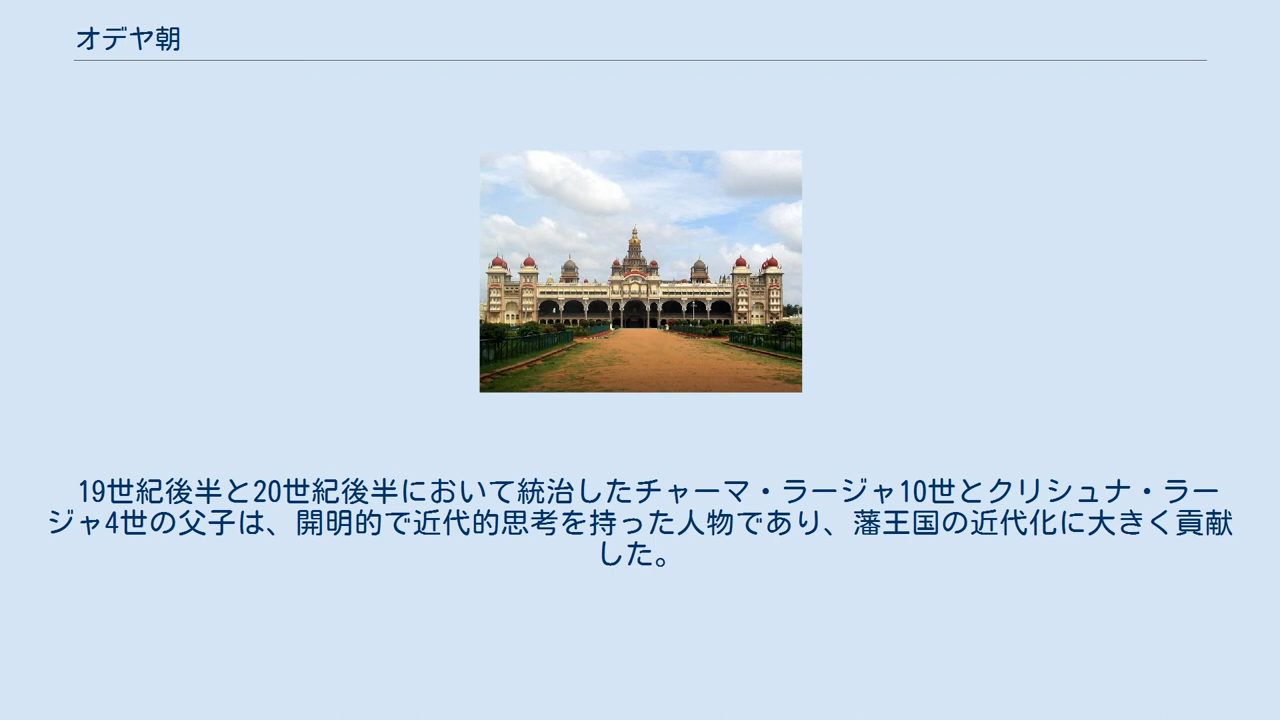 オデヤ朝
19世紀後半と20世紀後半において統治したチャーマ・ラージャ10世とクリシュナ・ラー
ジャ4世の父子は、開明的で近代的思考を持った人物であり、藩王国の近代化に大きく貢献
した。